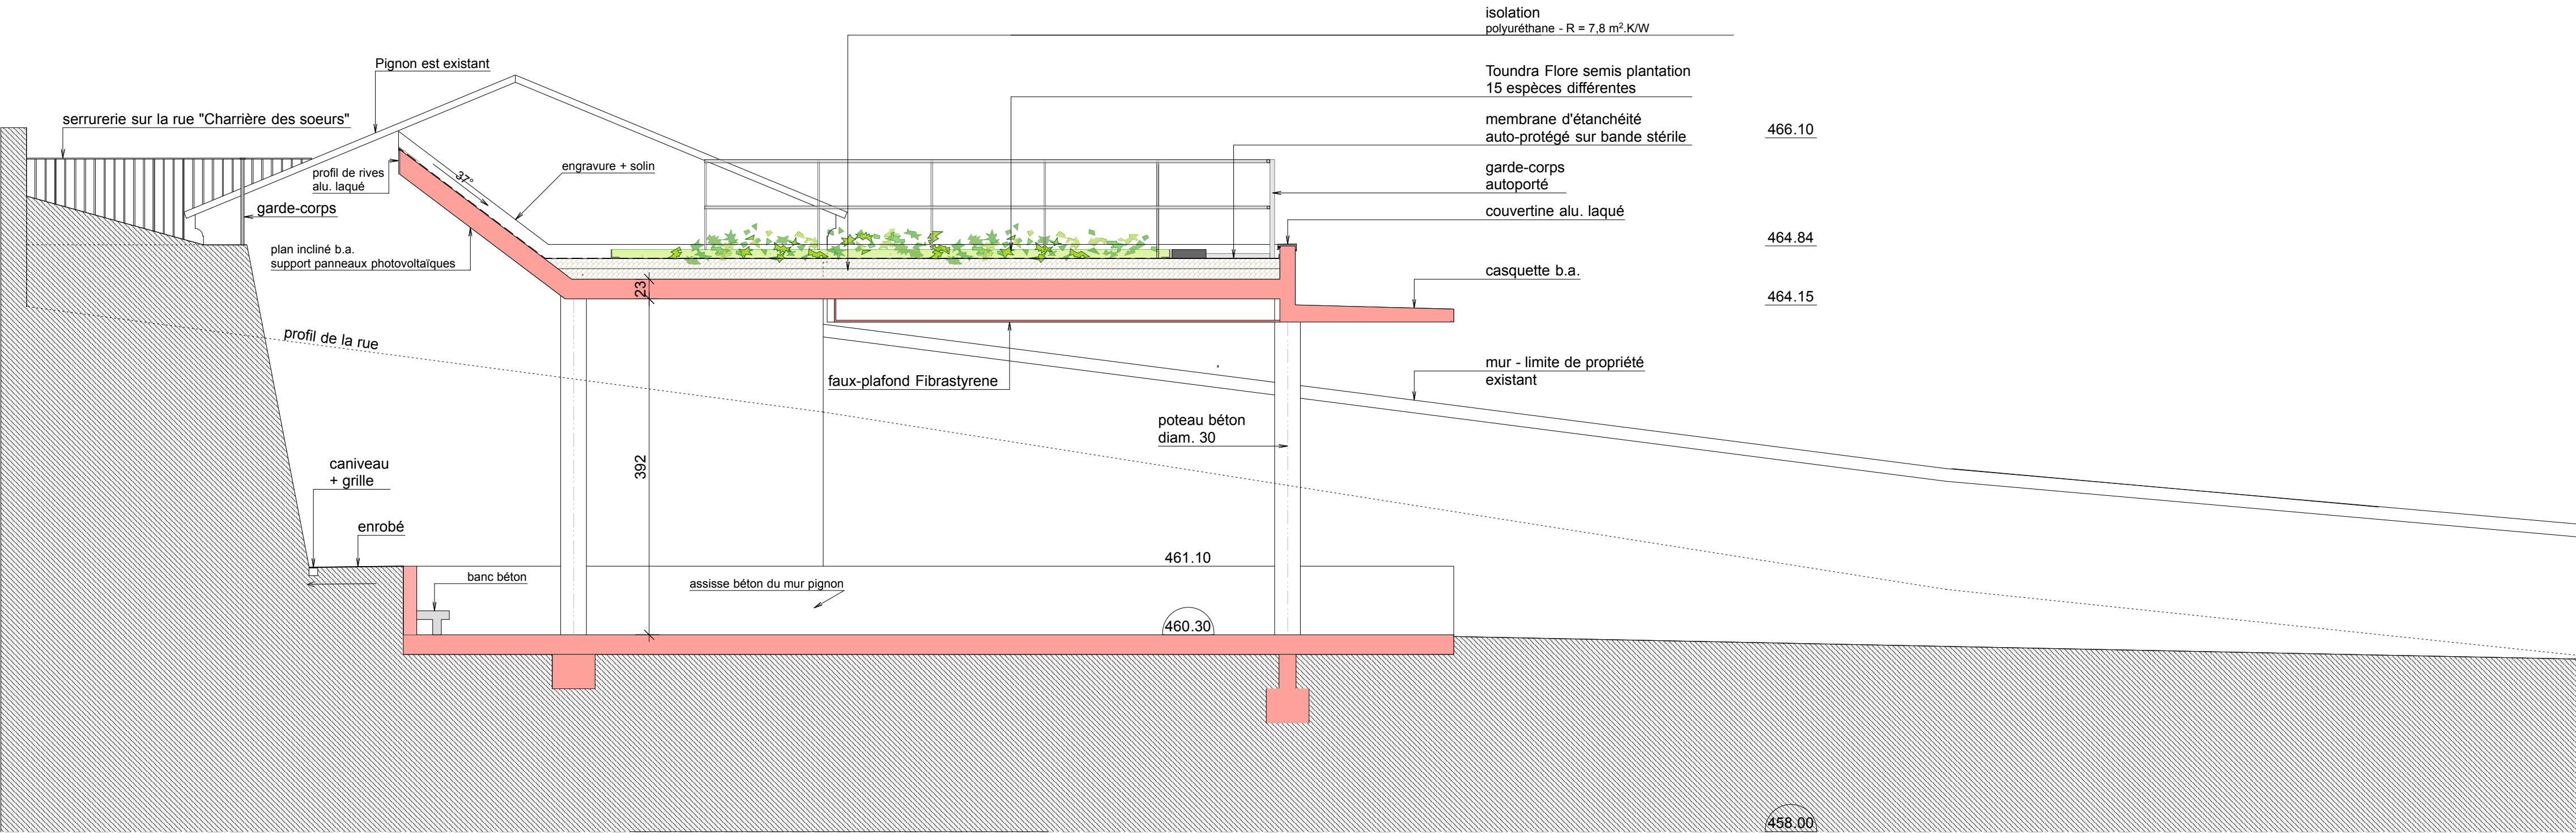 isolation
polyuréthane - R = 7,8 m².K/W
Pignon est existant
Toundra Flore semis plantation
15 espèces différentes
serrurerie sur la rue "Charrière des soeurs"
membrane d'étanchéité
auto-protégé sur bande stérile
466.10
profil de rives
alu. laqué
37°
engravure + solin
garde-corps
autoporté
garde-corps
couvertine alu. laqué
464.84
plan incliné b.a.
support panneaux photovoltaïques
casquette b.a.
23
464.15
profil de la rue
faux-plafond Fibrastyrene
mur - limite de propriété
existant
poteau béton
diam. 30
392
caniveau
+ grille
enrobé
461.10
banc béton
assisse béton du mur pignon
460.30
458.00